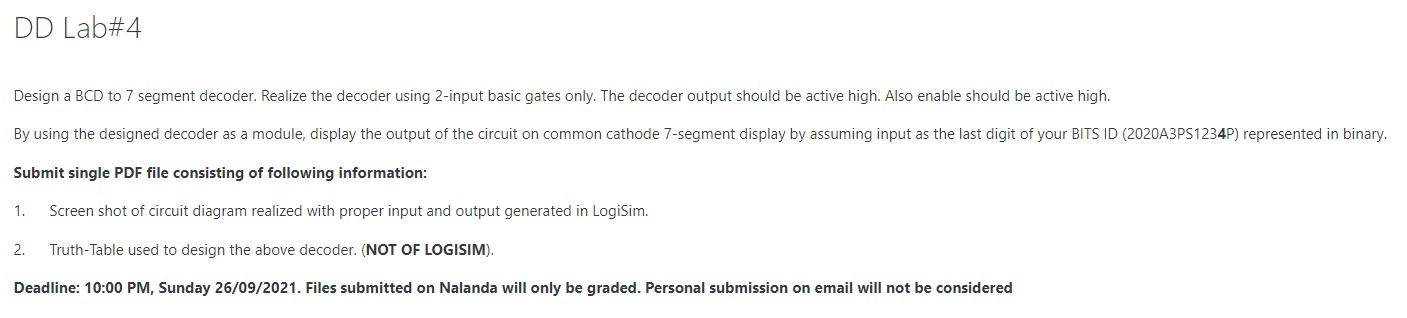 DD Lab#4
Design a BCD to 7 segment decoder. Realize the decoder using 2-input basic gates only. The decoder output should be active high. Also enable should be active high.
By using the designed decoder as a module, display the output of the circuit on common cathode 7-segment display by assuming input as the last digit of your BITS ID (2020A3PS1234P) represented in binary.
Submit single PDF file consisting of following information:
1. Screen shot of circuit diagram realized with proper input and output generated in LogiSim.
2. Truth-Table used to design the above decoder. (NOT OF LOGISIM).
Deadline: 10:00 PM, Sunday 26/09/2021. Files submitted on Nalanda will only be graded. Personal submission on email will not be considered